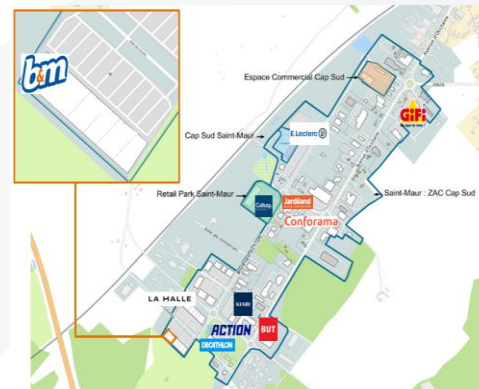 b&m
Espace Commercial Cap Sud
GiFi
Cap Sud Saint-Maur
E.Leclerc
Retail Park Saint-Maur
Cultura
Jardiland
Saint-Maur : ZAC Cap Sud
Conforama
LA HALLE
KIABI
ACTION
BUT
DECATHLON